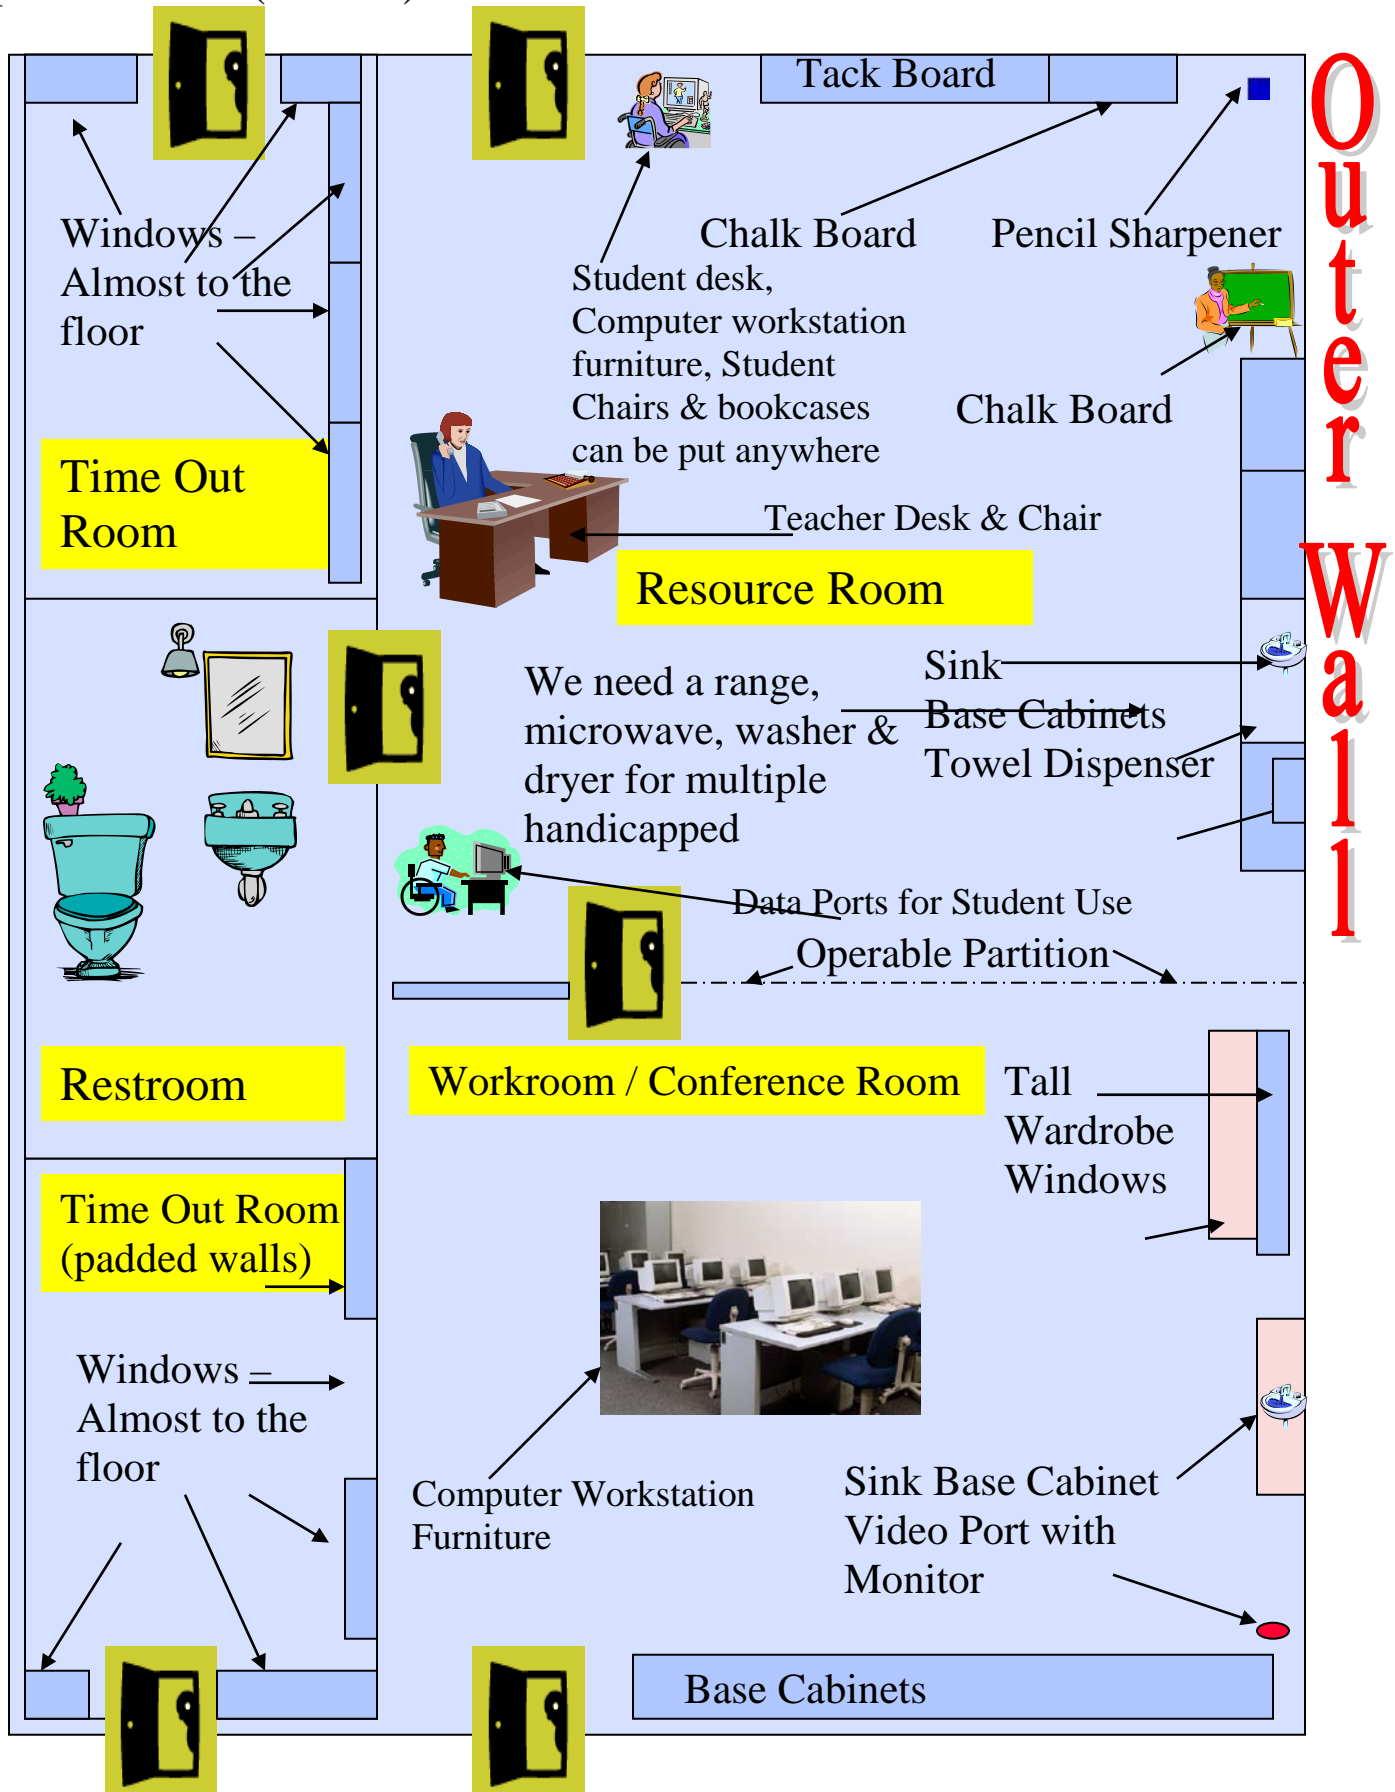 Tack Board
Windows –
Almost to the
floor
Chalk Board
Pencil Sharpener
Student desk,
Computer workstation
furniture, Student
Chairs & bookcases
can be put anywhere
Chalk Board
Time Out
Room
Teacher Desk & Chair
Resource Room
We need a range,
microwave, washer &
dryer for multiple
handicapped
Sink
Base Cabinets
Towel Dispenser
Data Ports for Student Use
Operable Partition
Restroom
Workroom / Conference Room
Tall
Wardrobe
Windows
Time Out Room
(padded walls)
Windows –
Almost to the
floor
Computer Workstation
Furniture
Sink Base Cabinet
Video Port with
Monitor
Base Cabinets
Outer Wall